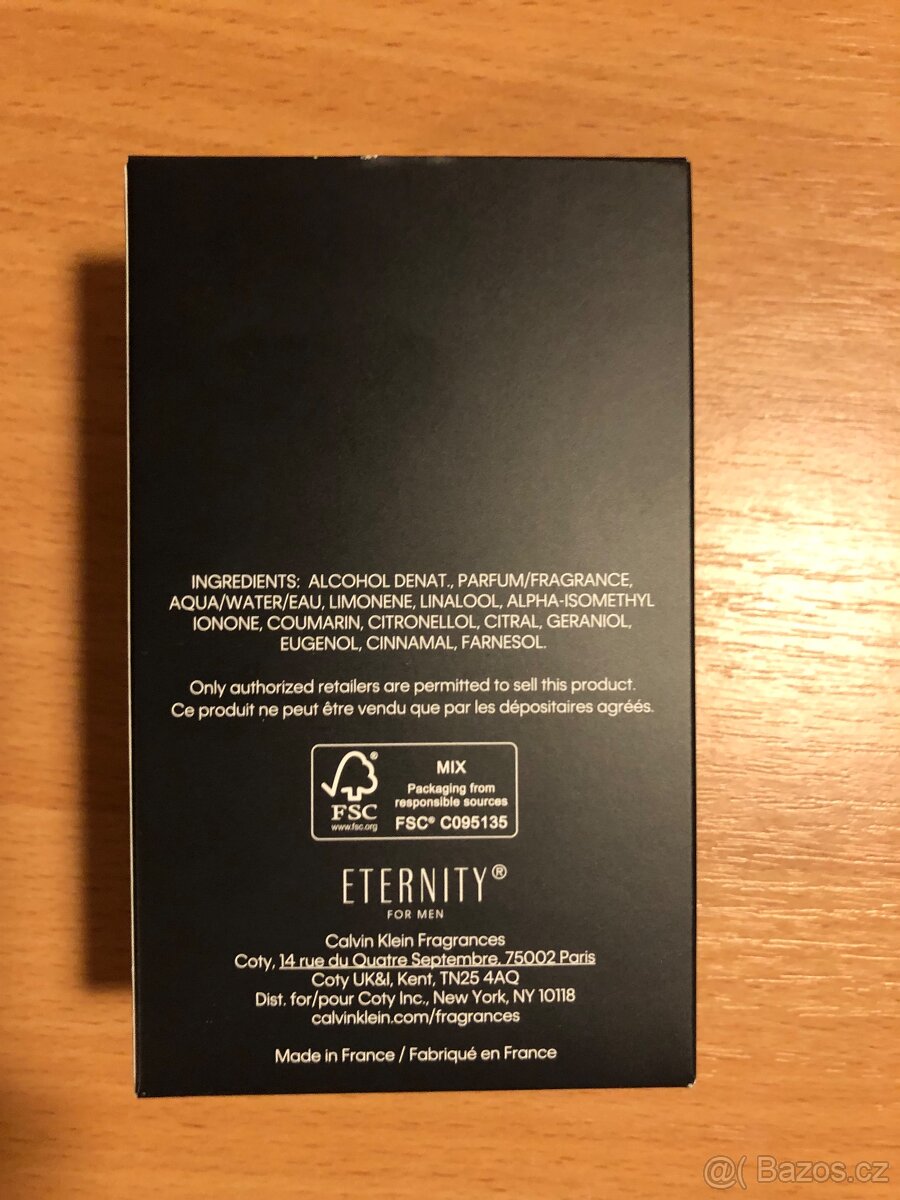 INGREDIENTS: ALCOHOL DENAT., PARFUM/FRAGRANCE,
AQUA/WATER/EAU, LIMONENE, LINALOOL, ALPHA-ISOMETHYL
IONONE, COUMARIN, CITRONELLOL, CITRAL, GERANIOL,
EUGENOL, CINNAMAL, FARNESOL.
Only authorized retailers are permitted to sell this product.
Ce produit ne peut être vendu que par les dépositaires agréés.
FSC®
www.fsc.org
MIX
Packaging from
responsible sources
FSC® C095135
ETERNITY®
FOR MEN
Calvin Klein Fragrances
Coty, 14 rue du Quatre Septembre, 75002 Paris
Coty UK&I, Kent, TN25 4AQ
Dist. for/pour Coty Inc., New York, NY 10118
calvinklein.com/fragrances
Made in France / Fabriqué en France
@( Bazos.cz